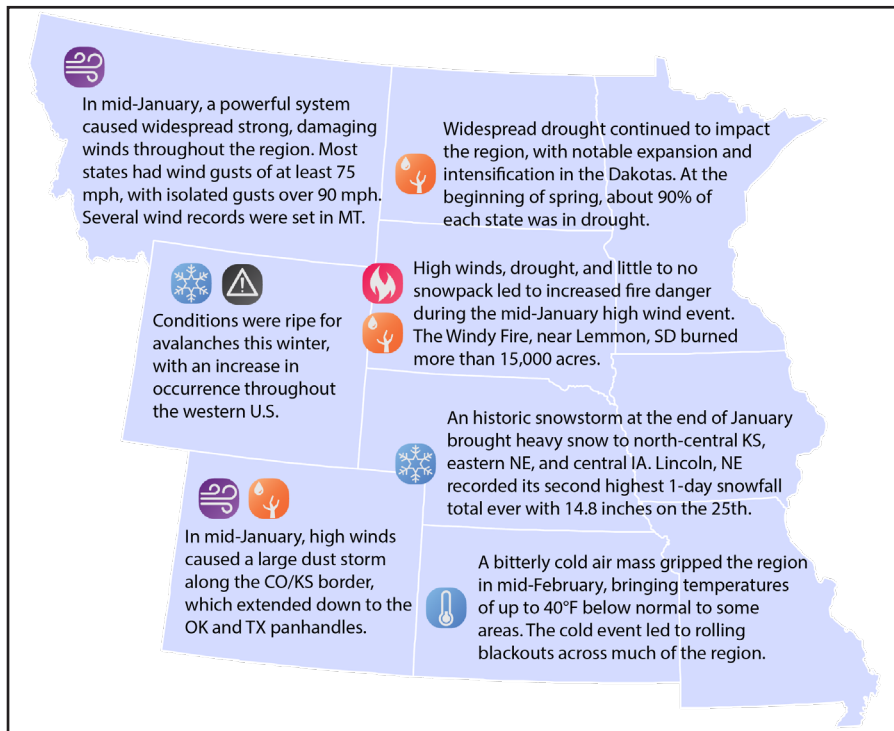 In mid-January, a powerful system
caused widespread strong, damaging
winds throughout the region. Most
states had wind gusts of at least 75
mph, with isolated gusts over 90 mph.
Several wind records were set in MT.
Widespread drought continued to impact
the region, with notable expansion and
intensification in the Dakotas. At the
beginning of spring, about 90% of
each state was in drought.
High winds, drought, and little to no
snowpack led to increased fire danger
during the mid-January high wind event.
The Windy Fire, near Lemmon, SD burned
more than 15,000 acres.
Conditions were ripe for
avalanches this winter,
with an increase in
occurrence throughout
the western U.S.
An historic snowstorm at the end of January
brought heavy snow to north-central KS,
eastern NE, and central IA. Lincoln, NE
recorded its second highest 1-day snowfall
total ever with 14.8 inches on the 25th.
In mid-January, high winds
caused a large dust storm
along the CO/KS border,
which extended down to the
OK and TX panhandles.
A bitterly cold air mass gripped the region
in mid-February, bringing temperatures
of up to 40°F below normal to some
areas. The cold event led to rolling
blackouts across much of the region.